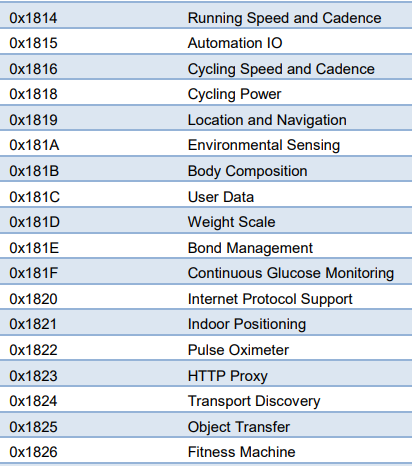 0x1814 Running Speed and Cadence
0x1815 Automation IO
0x1816 Cycling Speed and Cadence
0x1818 Cycling Power
0x1819 Location and Navigation
0x181A Environmental Sensing
0x181B Body Composition
0x181C User Data
0x181D Weight Scale
0x181E Bond Management
0x181F Continuous Glucose Monitoring
0x1820 Internet Protocol Support
0x1821 Indoor Positioning
0x1822 Pulse Oximeter
0x1823 HTTP Proxy
0x1824 Transport Discovery
0x1825 Object Transfer
0x1826 Fitness Machine